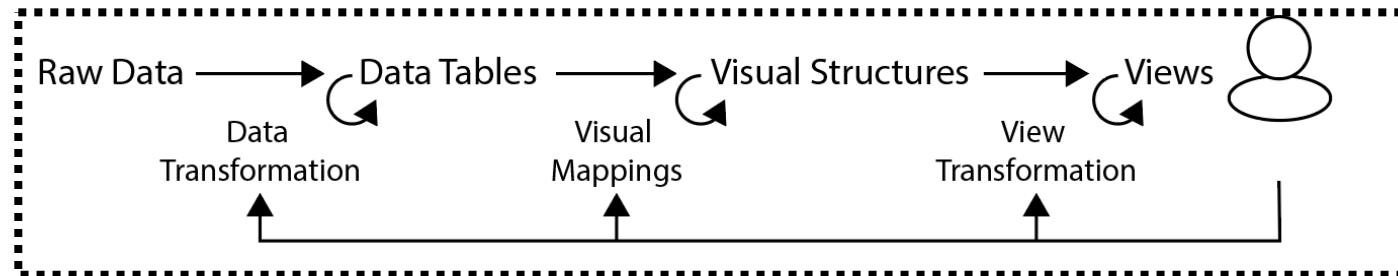 Raw Data
Data Tables
Visual Structures
Views
Data
Transformation
Visual
Mappings
View
Transformation